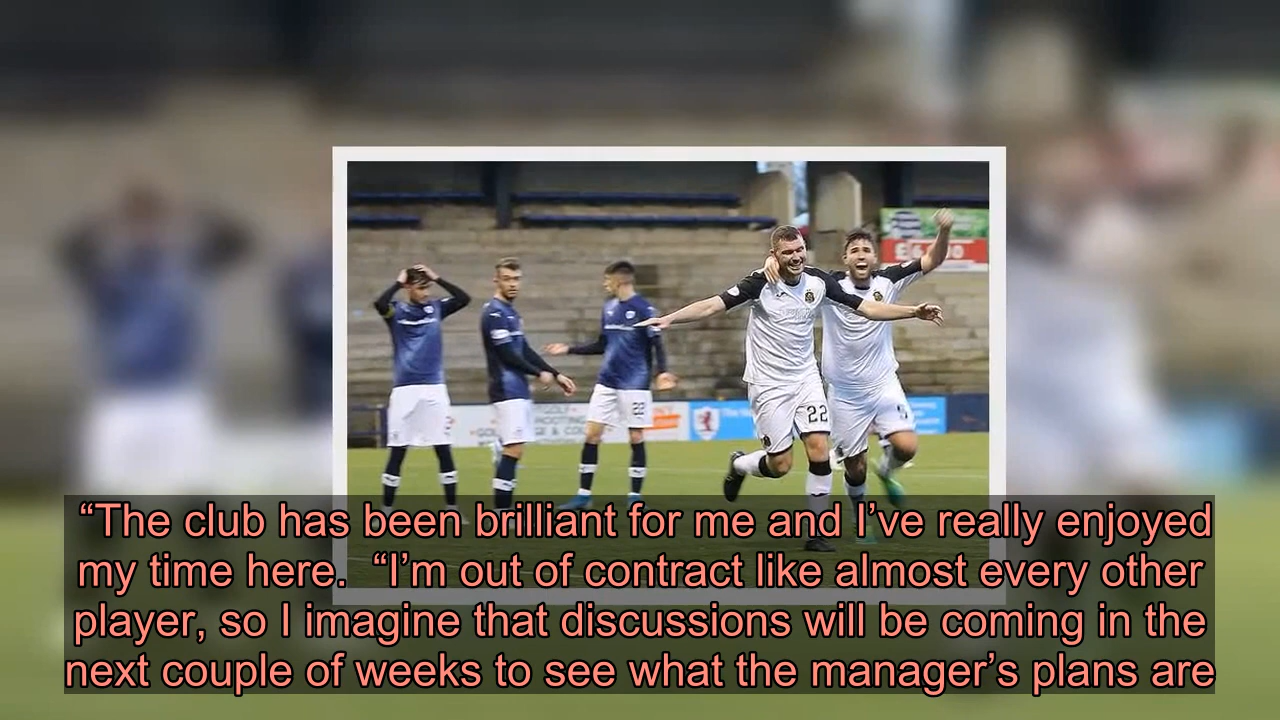 22
22
“The club has been brilliant for me and I’ve really enjoyed
my time here.  “I’m out of contract like almost every other
player, so I imagine that discussions will be coming in the
next couple of weeks to see what the manager’s plans are